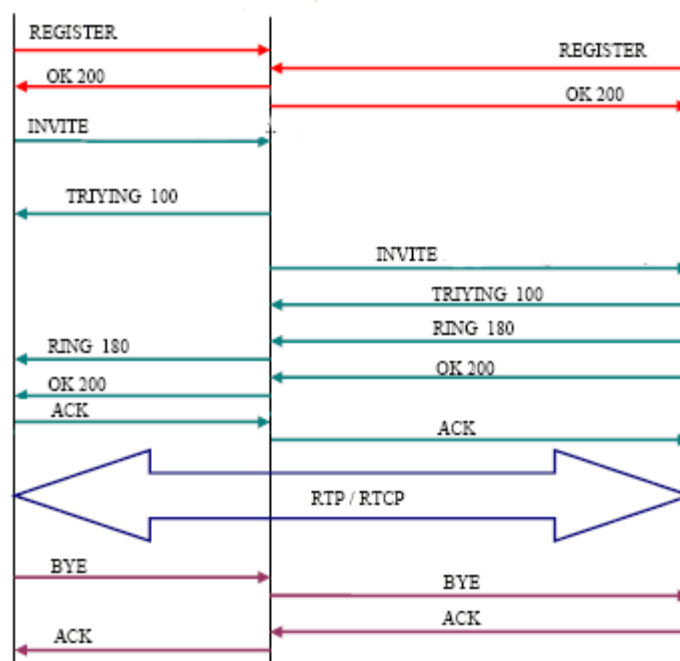 REGISTER
REGISTER
OK 200
OK 200
INVITE
TRIYING 100
INVITE
TRIYING 100
RING 180
RING 180
OK 200
OK 200
ACK
ACK
RTP / RTCP
BYE
BYE
ACK
ACK